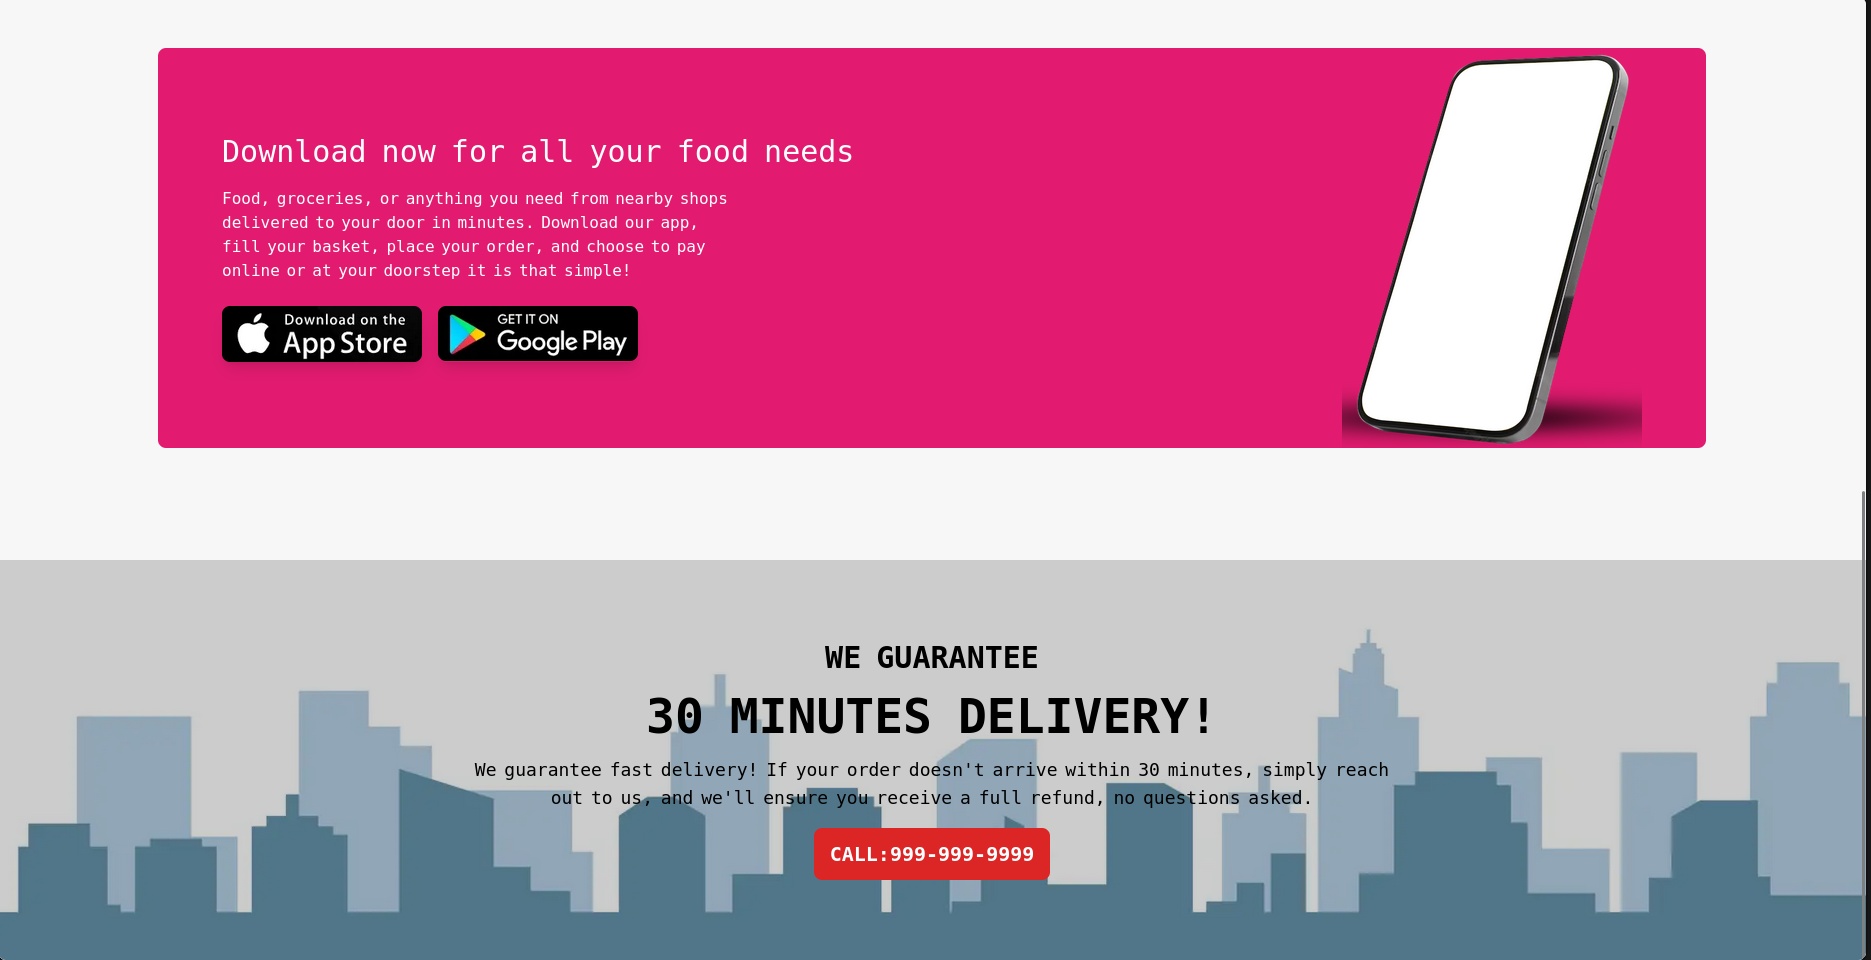 Download now for all your food needs
Food, groceries, or anything you need from nearby shops
delivered to your door in minutes. Download our app,
fill your basket, place your order, and choose to pay
online or at your doorstep it is that simple!
Download on the
App Store
GET IT ON
Google Play
WE GUARANTEE
30 MINUTES DELIVERY!
We guarantee fast delivery! If your order doesn't arrive within 30 minutes, simply reach
out to us, and we'll ensure you receive a full refund, no questions asked.
CALL:999-999-9999